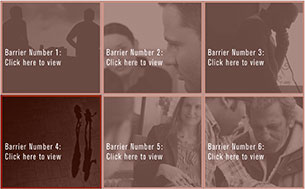 Barrier Number 1:
Click here to view
Barrier Number 2:
Click here to view
Barrier Number 3:
Click here to view
Barrier Number 4:
Click here to view
Barrier Number 5:
Click here to view
Barrier Number 6:
Click here to view